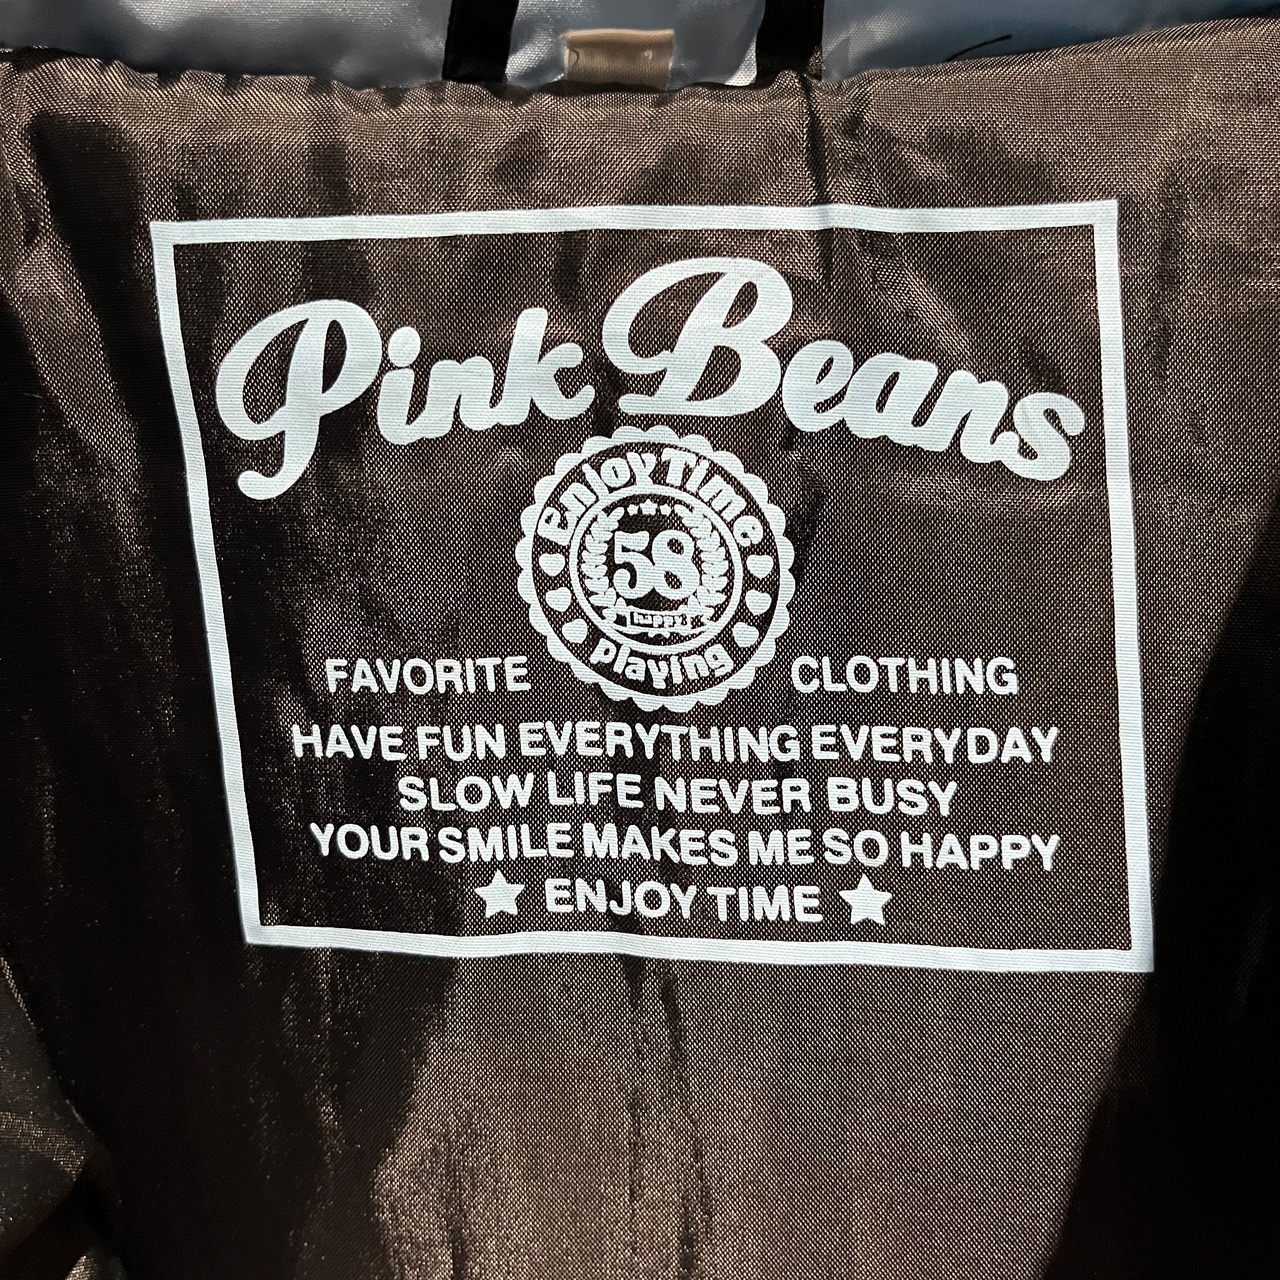 Pink Beans
Enjoy Time
58
happy
playing
FAVORITE CLOTHING
HAVE FUN EVERYTHING EVERYDAY
SLOW LIFE NEVER BUSY
YOUR SMILE MAKES ME SO HAPPY
★ ENJOY TIME ★